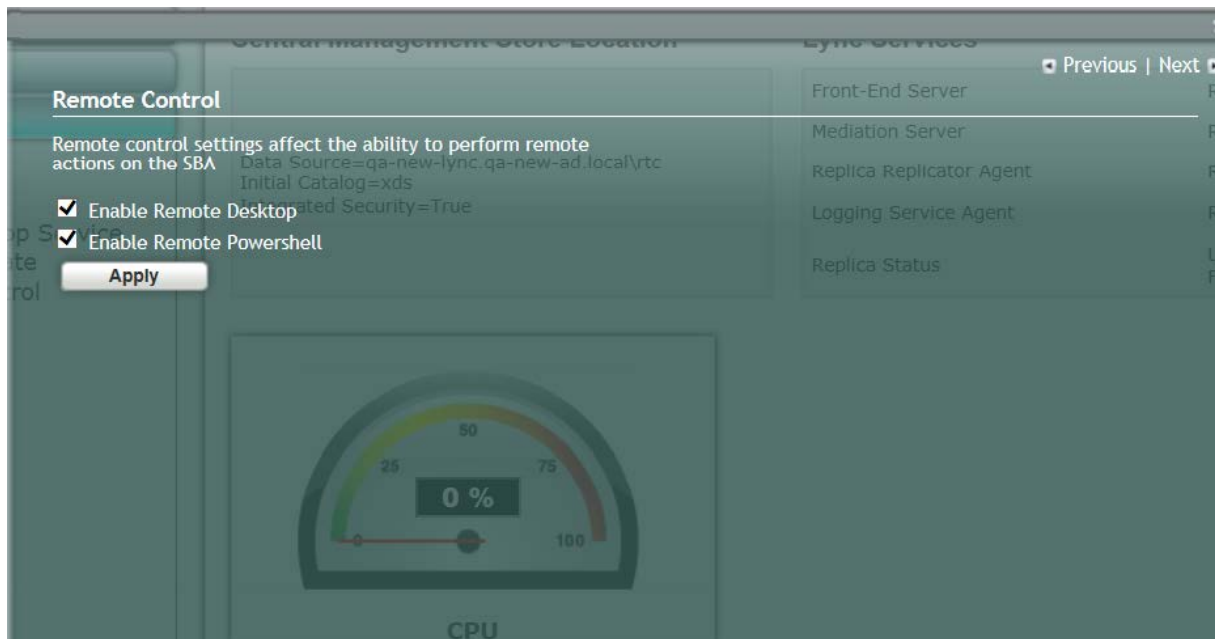 Central Management Store Location
Lync Services
Previous | Next
Remote Control
Front-End Server
Mediation Server
Remote control settings affect the ability to perform remote
actions on the SBA
Data Source=qa-new-lync.qa-new-ad.local\rtc
Initial Catalog=xds
Integrated Security=True
Replica Replicator Agent
Logging Service Agent
Enable Remote Desktop
Enable Remote Powershell
Apply
Replica Status
50
25
75
0 %
0
100
CPU